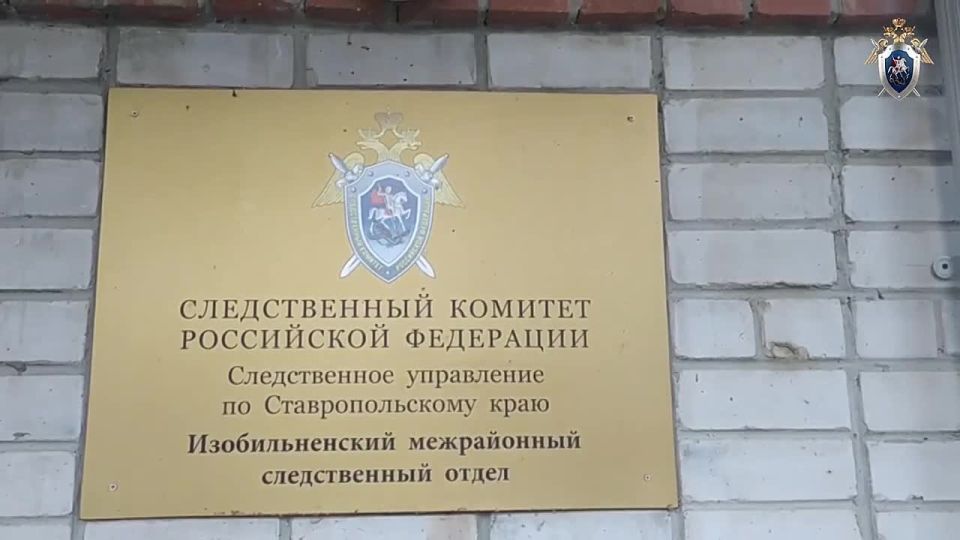 СЛЕДСТВЕННЫЙ КОМИТЕТ
РОССИЙСКОЙ ФЕДЕРАЦИИ
Следственное управление
по Ставропольскому краю
Изобильненский межрайонный
следственный отдел